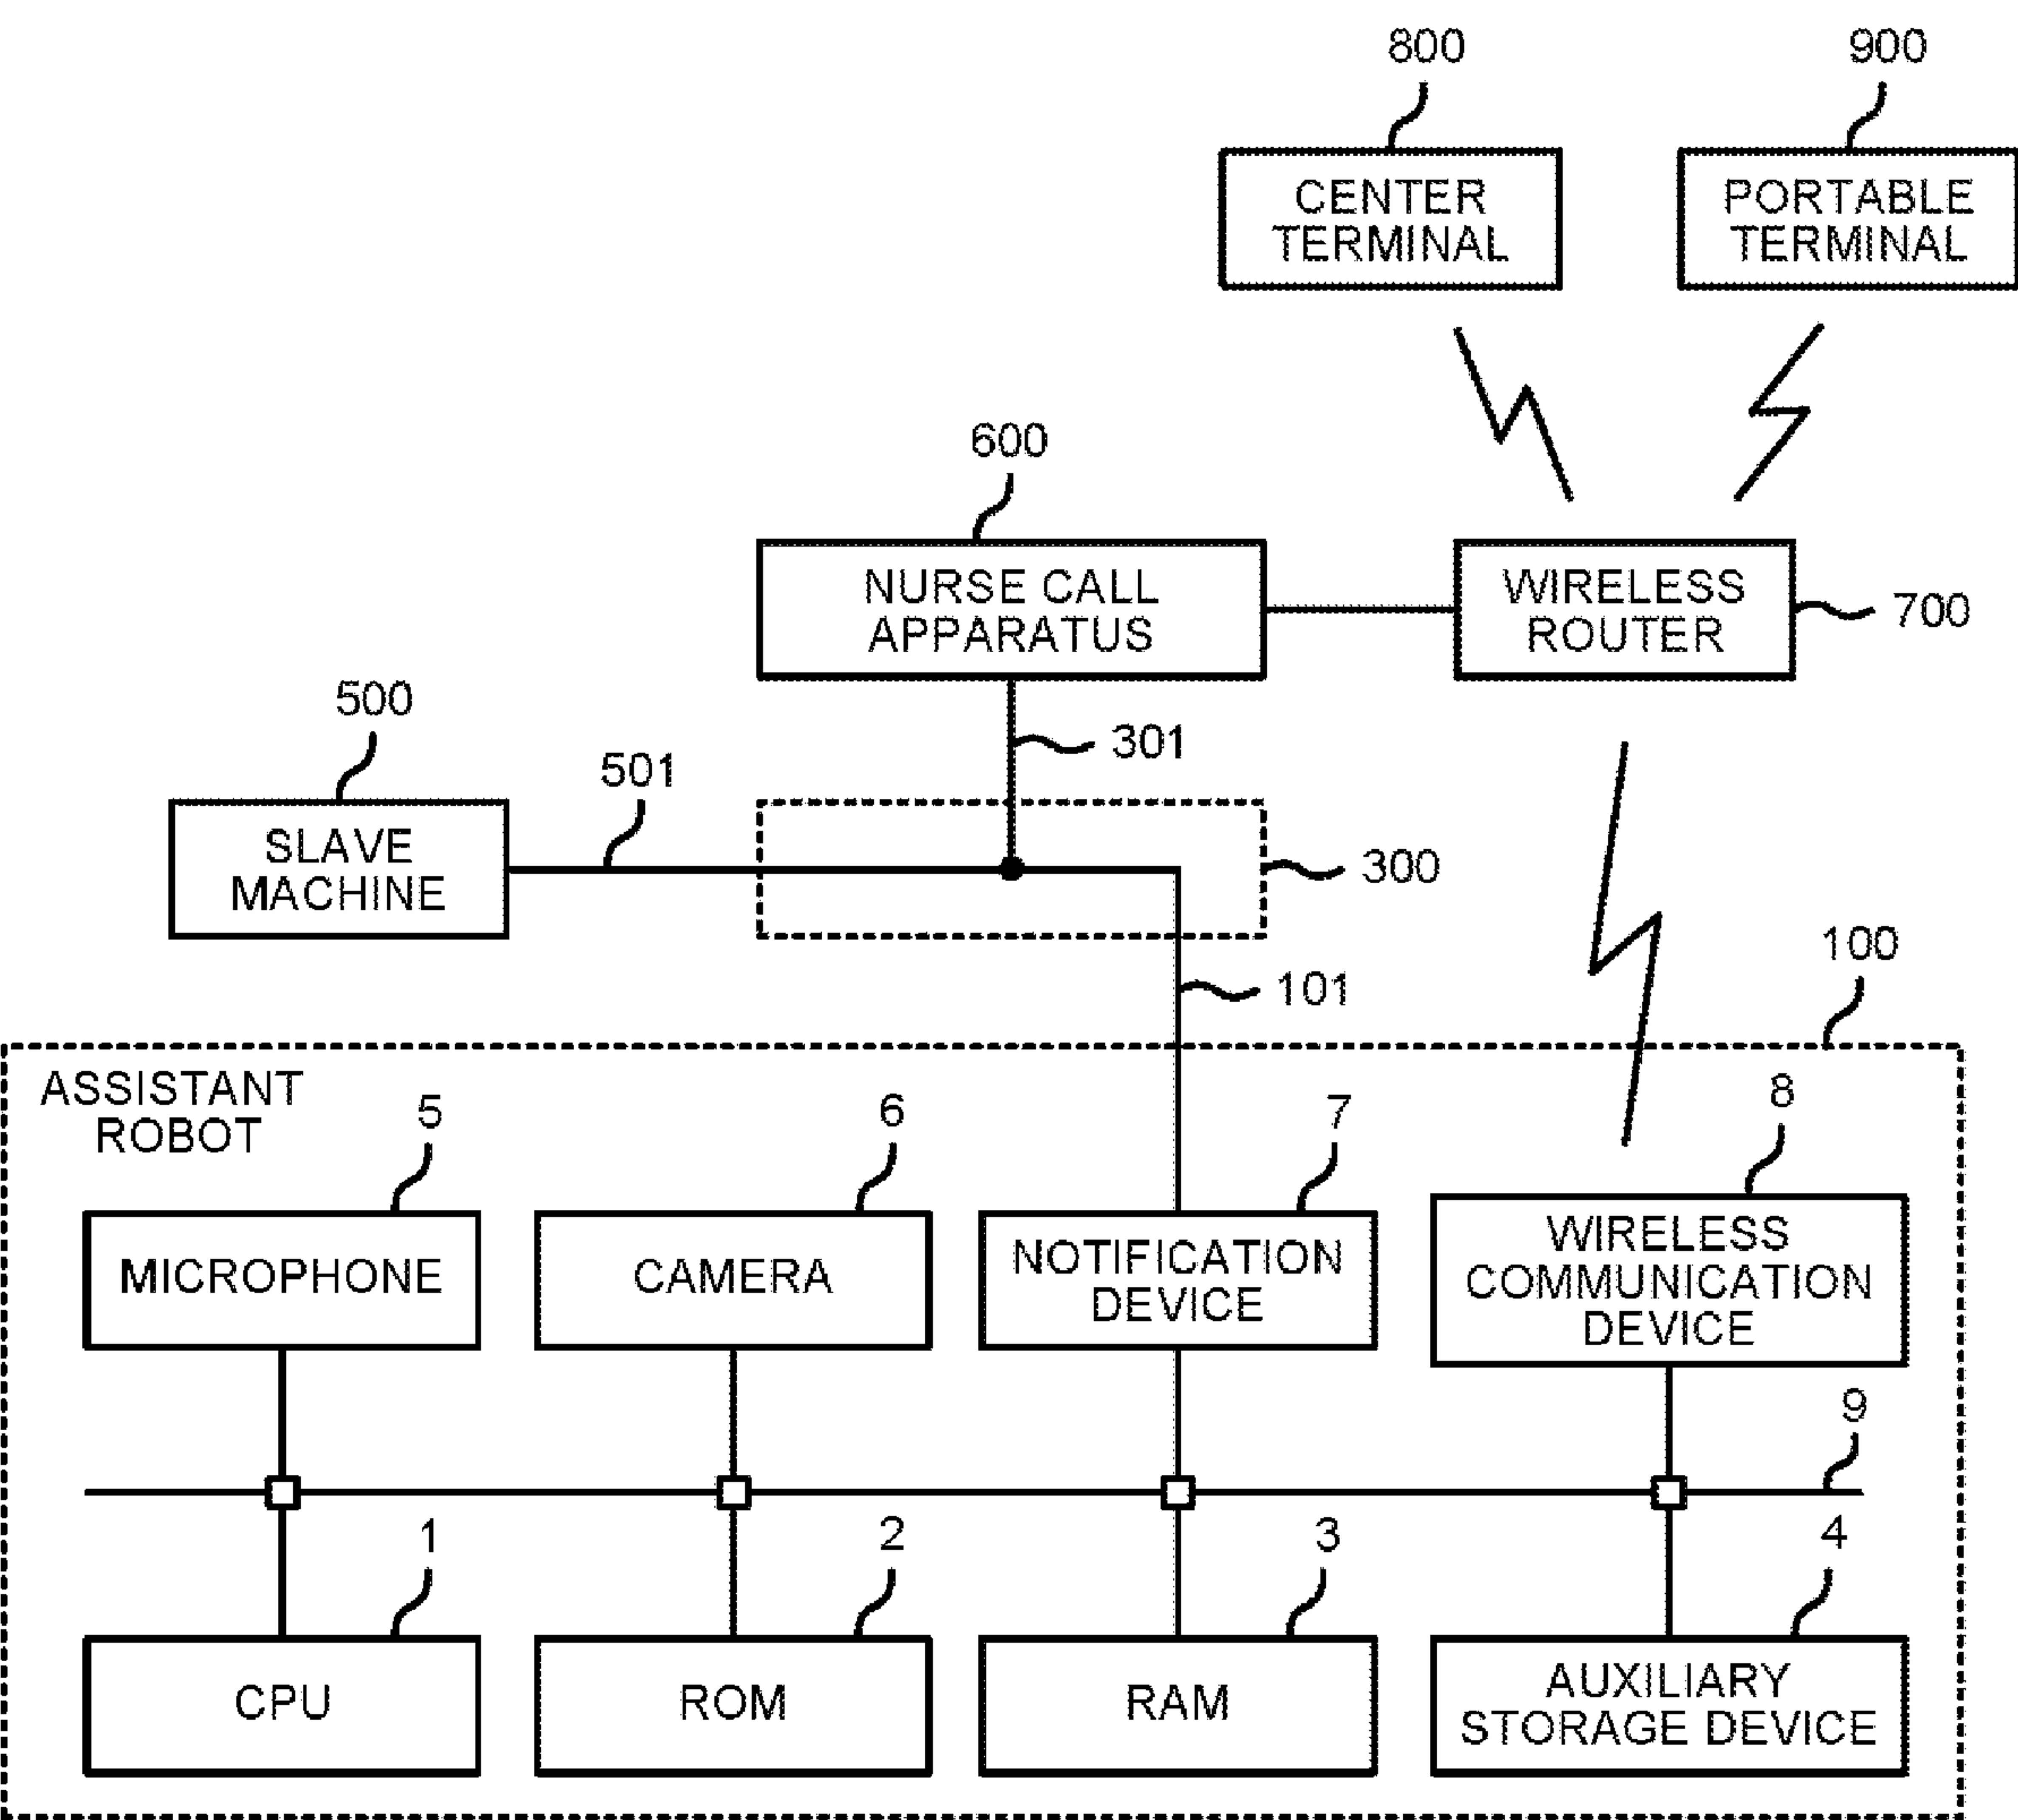 800
900
CENTER
TERMINAL
PORTABLE
TERMINAL
600
NURSE CALL
APPARATUS
WIRELESS
ROUTER
700
500
501
301
SLAVE
MACHINE
300
101
100
ASSISTANT
ROBOT
5
6
7
8
MICROPHONE
CAMERA
NOTIFICATION
DEVICE
WIRELESS
COMMUNICATION
DEVICE
9
1
2
3
4
CPU
ROM
RAM
AUXILIARY
STORAGE DEVICE